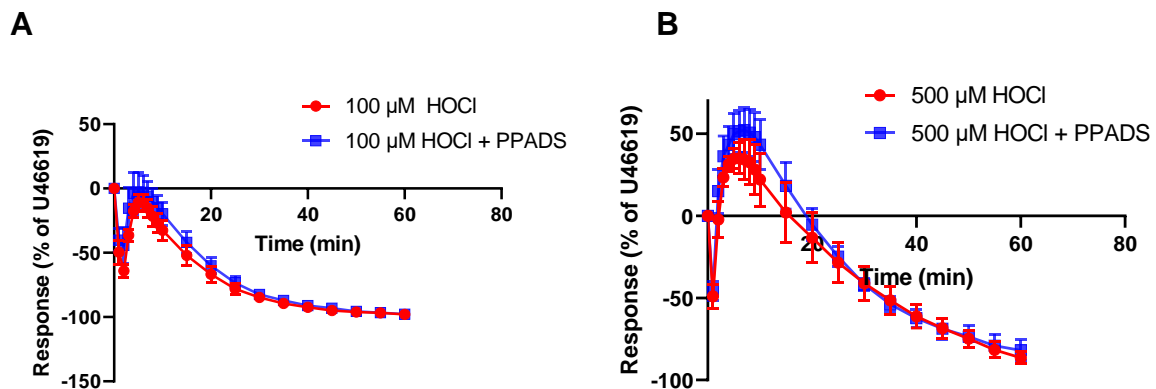 A
100 µM HOCl
100 µM HOCl + PPADS
Response (% of U46619)
50
0
-50
-100
-150
20
40
60
80
Time (min)
B
500 µM HOCl
500 µM HOCl + PPADS
Response (% of U46619)
50
0
-50
-100
20
40
60
80
Time (min)